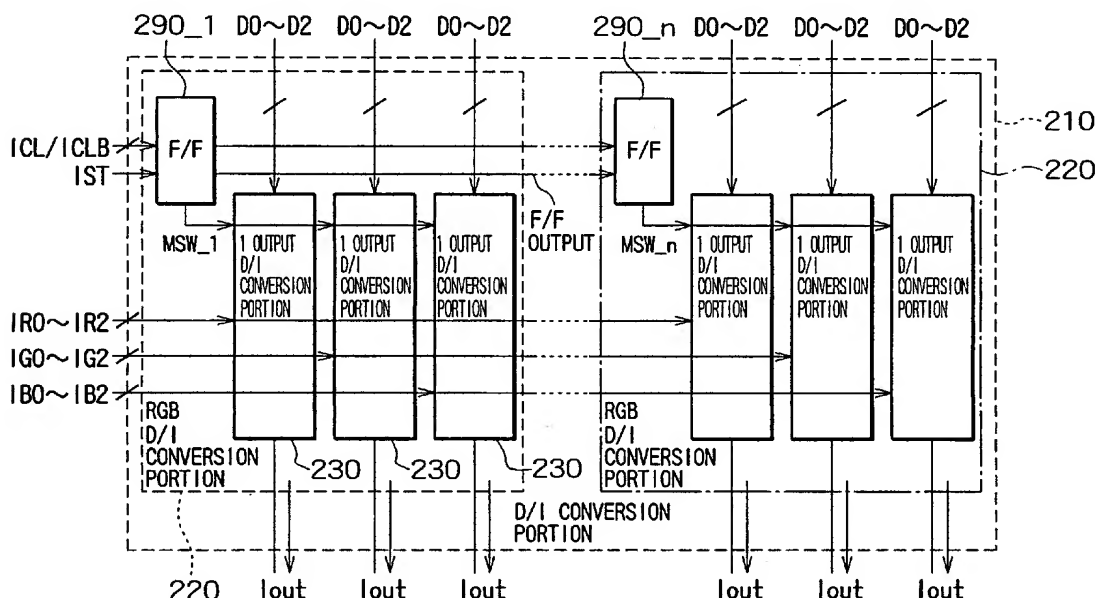 290_1 D0~D2 D0~D2 D0~D2 290_n D0~D2 D0~D2 D0~D2
210
ICL/ICLB F/F F/F
220
IST
F/F
OUTPUT
MSW_1 MSW_n
1 OUTPUT
D/I
CONVERSION
PORTION
1 OUTPUT
D/I
CONVERSION
PORTION
1 OUTPUT
D/I
CONVERSION
PORTION
1 OUTPUT
D/I
CONVERSION
PORTION
1 OUTPUT
D/I
CONVERSION
PORTION
1 OUTPUT
D/I
CONVERSION
PORTION
IR0~IR2
IG0~IG2
IB0~IB2
RGB
D/I
CONVERSION
PORTION
230 230 230
RGB
D/I
CONVERSION
PORTION
D/I CONVERSION
PORTION
220 Iout Iout Iout Iout Iout Iout